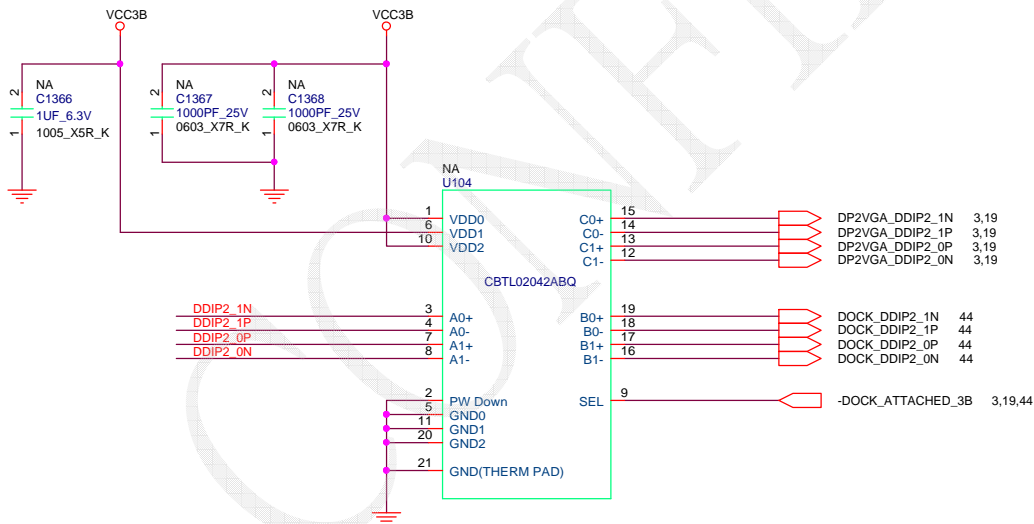 VCC3B
VCC3B
2
NA
C1366
1UF_6.3V
1
1005_X5R_K
2
NA
C1367
1000PF_25V
1
0603_X7R_K
2
NA
C1368
1000PF_25V
1
0603_X7R_K
NA
U104
1 VDD0 C0+ 15 DP2VGA_DDIP2_1N 3,19
6 VDD1 C0- 14 DP2VGA_DDIP2_1P 3,19
10 VDD2 C1+ 13 DP2VGA_DDIP2_0P 3,19
C1- 12 DP2VGA_DDIP2_0N 3,19
CBTL02042ABQ
DDIP2_1N 3 A0+ B0+ 19 DOCK_DDIP2_1N 44
DDIP2_1P 4 A0- B0- 18 DOCK_DDIP2_1P 44
DDIP2_0P 7 A1+ B1+ 17 DOCK_DDIP2_0P 44
DDIP2_0N 8 A1- B1- 16 DOCK_DDIP2_0N 44
2 PW Down SEL 9 -DOCK_ATTACHED_3B 3,19,44
5 GND0
11 GND1
20 GND2
21 GND(THERM PAD)